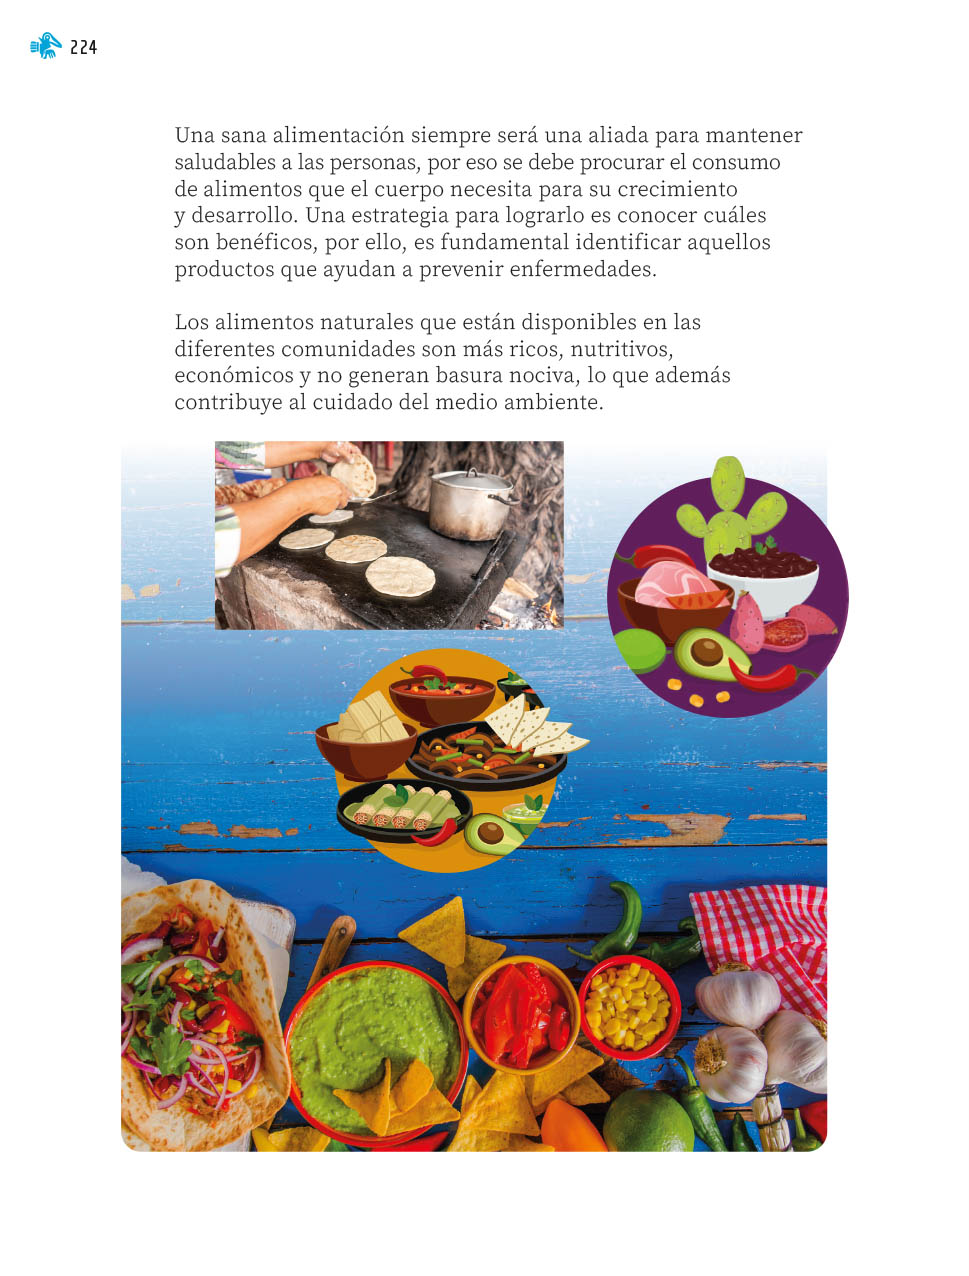 224
Una sana alimentación siempre será una aliada para mantener
saludables a las personas, por eso se debe procurar el consumo
de alimentos que el cuerpo necesita para su crecimiento
y desarrollo. Una estrategia para lograrlo es conocer cuáles
son benéficos, por ello, es fundamental identificar aquellos
productos que ayudan a prevenir enfermedades.
Los alimentos naturales que están disponibles en las
diferentes comunidades son más ricos, nutritivos,
económicos y no generan basura nociva, lo que además
contribuye al cuidado del medio ambiente.